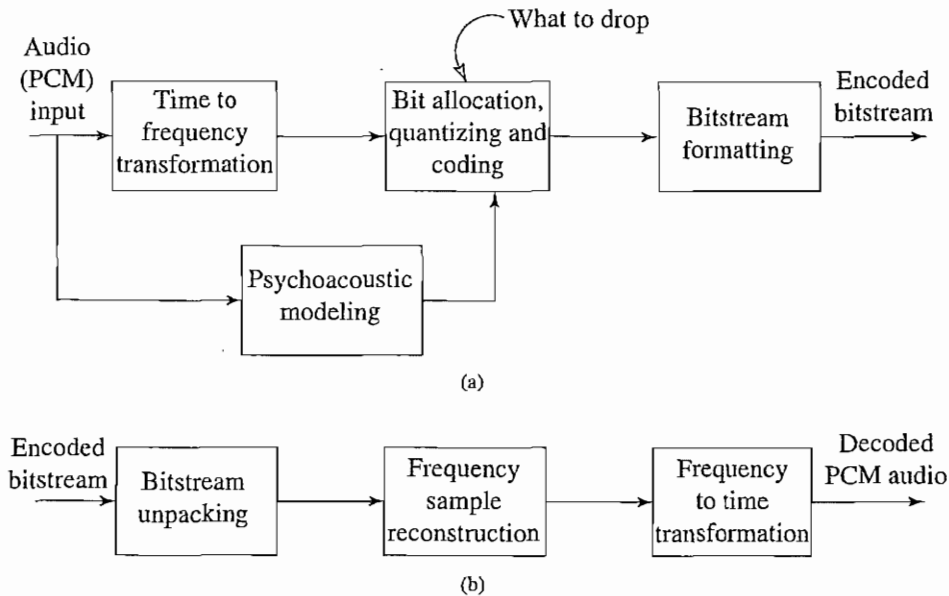 What to drop
Audio
(PCM)
input
Time to
frequency
transformation
Bit allocation,
quantizing and
coding
Bitstream
formatting
Encoded
bitstream
Psychoacoustic
modeling
(a)
Encoded
bitstream
Bitstream
unpacking
Frequency
sample
reconstruction
Frequency
to time
transformation
Decoded
PCM audio
(b)